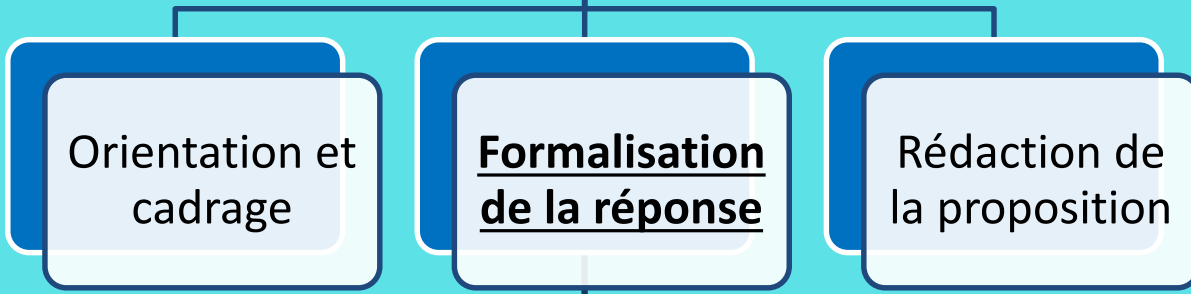 Orientation et
cadrage
Formalisation
de la réponse
Rédaction de
la proposition